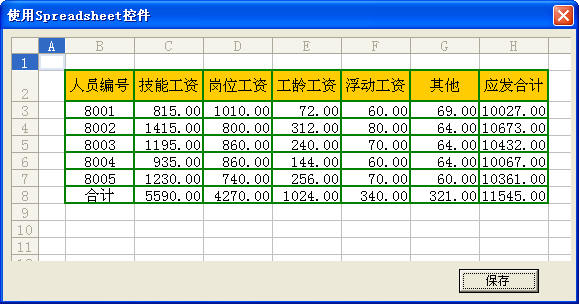 使用Spreadsheet控件
A B C D E F G H
1
2 人员编号 技能工资 岗位工资 工龄工资 浮动工资 其他 应发合计
3 8001 815.00 1010.00 72.00 60.00 69.00 10027.00
4 8002 1415.00 800.00 312.00 80.00 64.00 10673.00
5 8003 1195.00 860.00 240.00 70.00 64.00 10432.00
6 8004 935.00 860.00 144.00 60.00 64.00 10067.00
7 8005 1230.00 740.00 256.00 70.00 60.00 10361.00
8 合计 5590.00 4270.00 1024.00 340.00 321.00 11545.00
9
10
11
保存